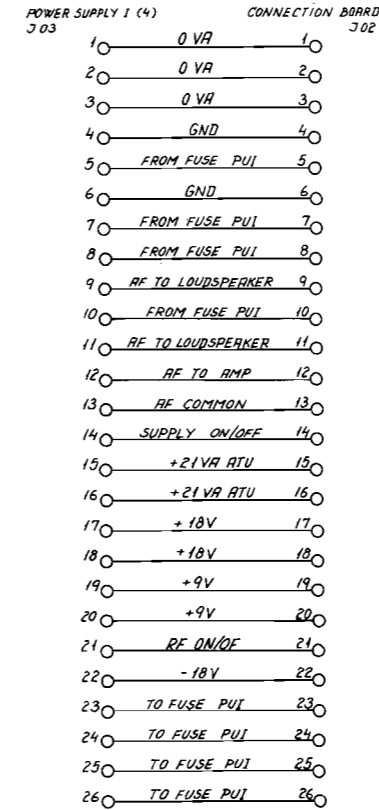 POWER SUPPLY I (4) CONNECTION BOARD
J03 J02
1 0 VA 1
2 0 VA 2
3 0 VA 3
4 GND 4
5 FROM FUSE PUI 5
6 GND 6
7 FROM FUSE PUI 7
8 FROM FUSE PUI 8
9 AF TO LOUDSPEAKER 9
10 FROM FUSE PUI 10
11 AF TO LOUDSPEAKER 11
12 AF TO AMP 12
13 AF COMMON 13
14 SUPPLY ON/OFF 14
15 +21VA ATU 15
16 +21VA ATU 16
17 +18V 17
18 +18V 18
19 +9V 19
20 +9V 20
21 RF ON/OF 21
22 -18V 22
23 TO FUSE PUI 23
24 TO FUSE PUI 24
25 TO FUSE PUI 25
26 TO FUSE PUI 26